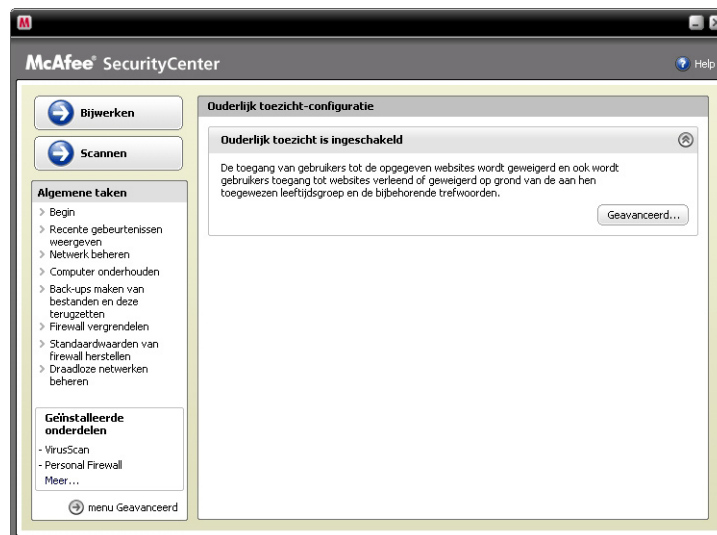 McAfee® SecurityCenter
Help
Bijwerken
Scannen
Algemene taken
Begin
Recente gebeurtenissen
weergeven
Netwerk beheren
Computer onderhouden
Back-ups maken van
bestanden en deze
terugzetten
Firewall vergrendelen
Standaardwaarden van
firewall herstellen
Draadloze netwerken
beheren
Geïnstalleerde
onderdelen
- VirusScan
- Personal Firewall
Meer...
menu Geavanceerd
Ouderlijk toezicht-configuratie
Ouderlijk toezicht is ingeschakeld
De toegang van gebruikers tot de opgegeven websites wordt geweigerd en ook wordt
gebruikers toegang tot websites verleend of geweigerd op grond van de aan hen
toegewezen leeftijdsgroep en de bijbehorende trefwoorden.
Geavanceerd...